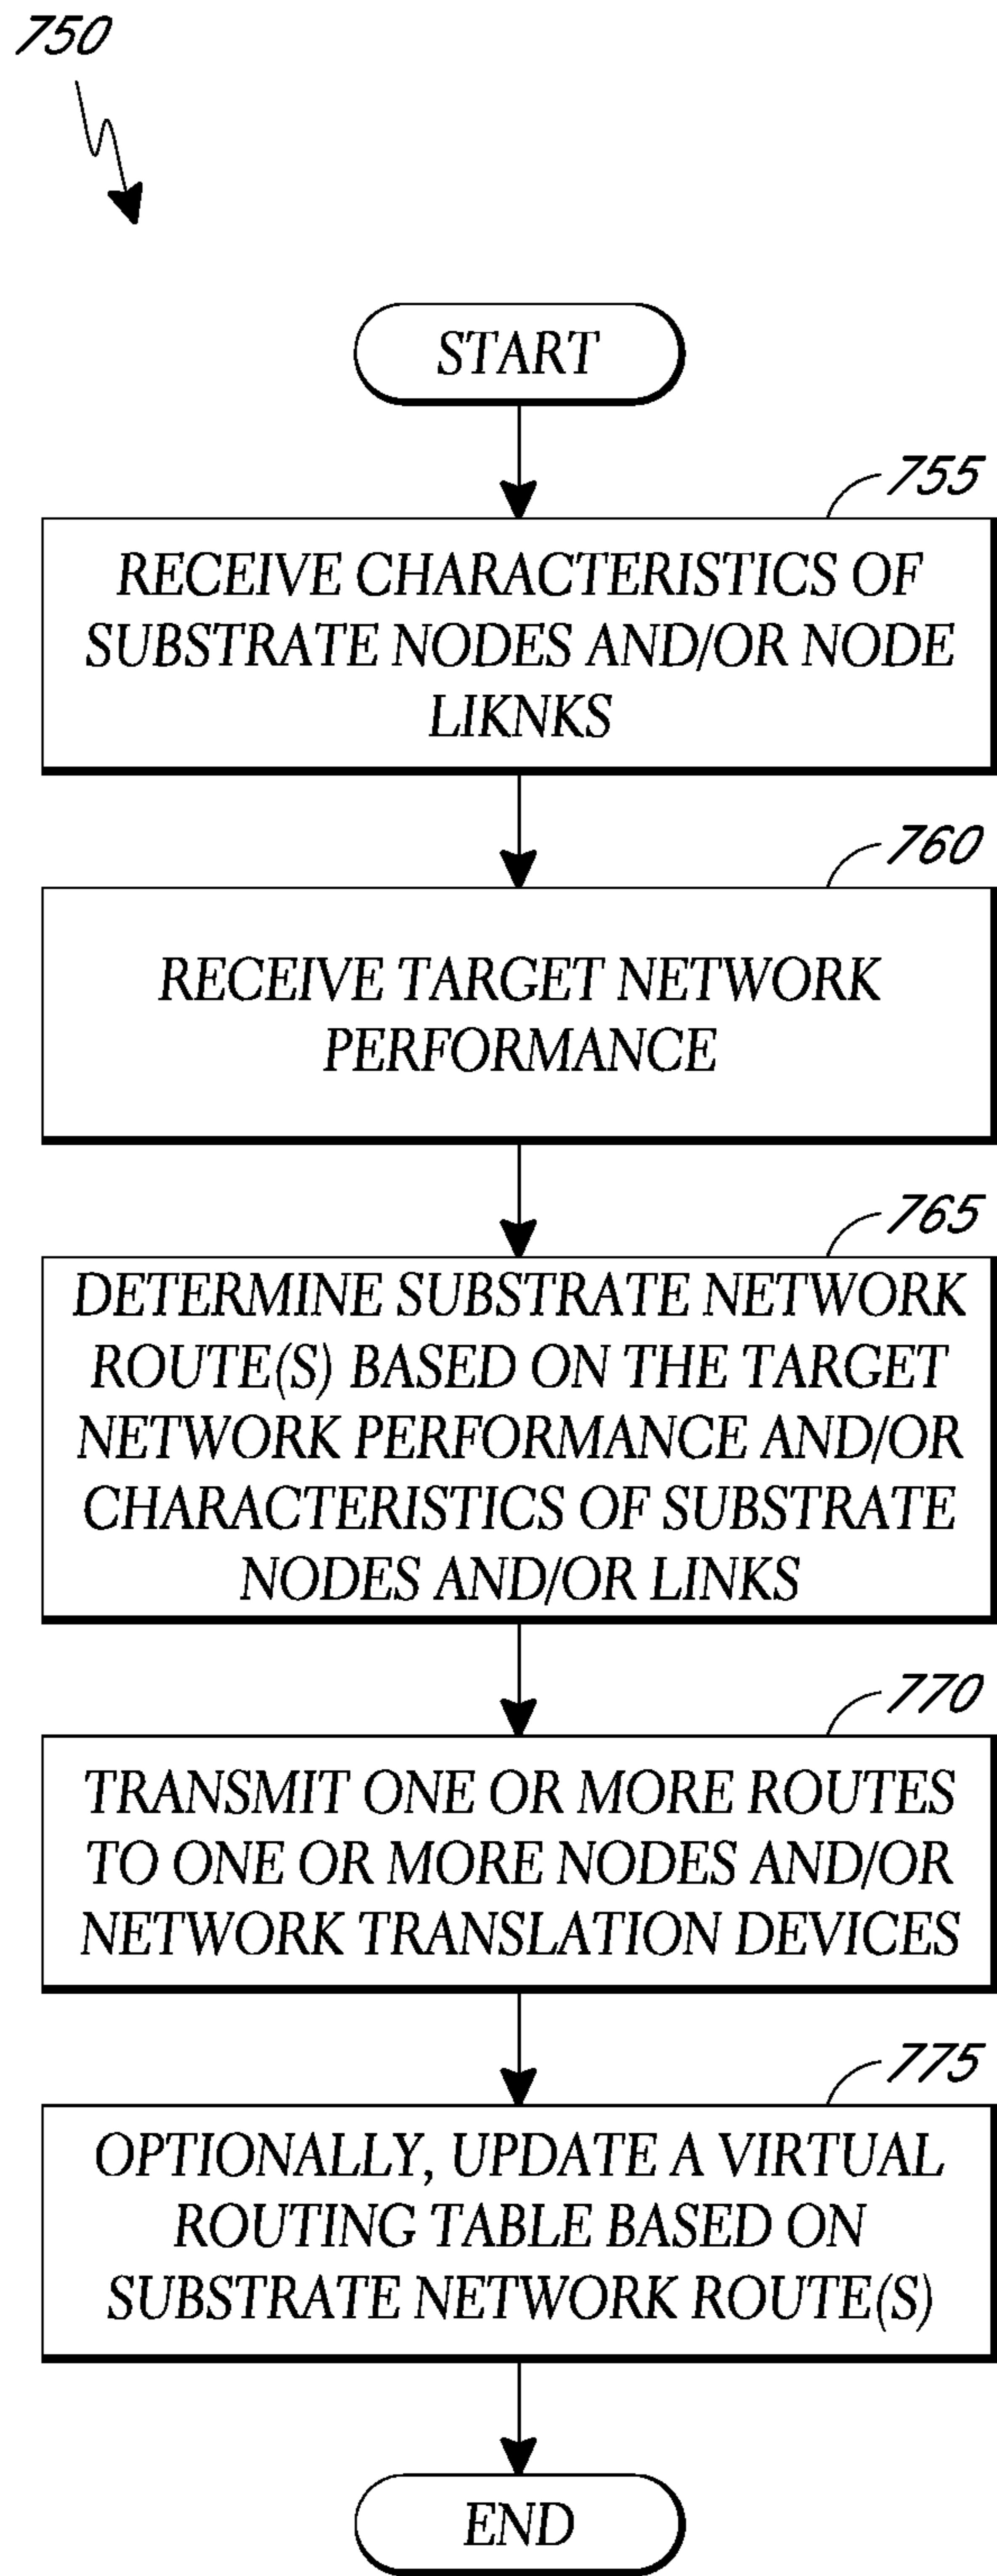 750
START
755
RECEIVE CHARACTERISTICS OF
SUBSTRATE NODES AND/OR NODE
LIKNKS
760
RECEIVE TARGET NETWORK
PERFORMANCE
765
DETERMINE SUBSTRATE NETWORK
ROUTE(S) BASED ON THE TARGET
NETWORK PERFORMANCE AND/OR
CHARACTERISTICS OF SUBSTRATE
NODES AND/OR LINKS
770
TRANSMIT ONE OR MORE ROUTES
TO ONE OR MORE NODES AND/OR
NETWORK TRANSLATION DEVICES
775
OPTIONALLY, UPDATE A VIRTUAL
ROUTING TABLE BASED ON
SUBSTRATE NETWORK ROUTE(S)
END